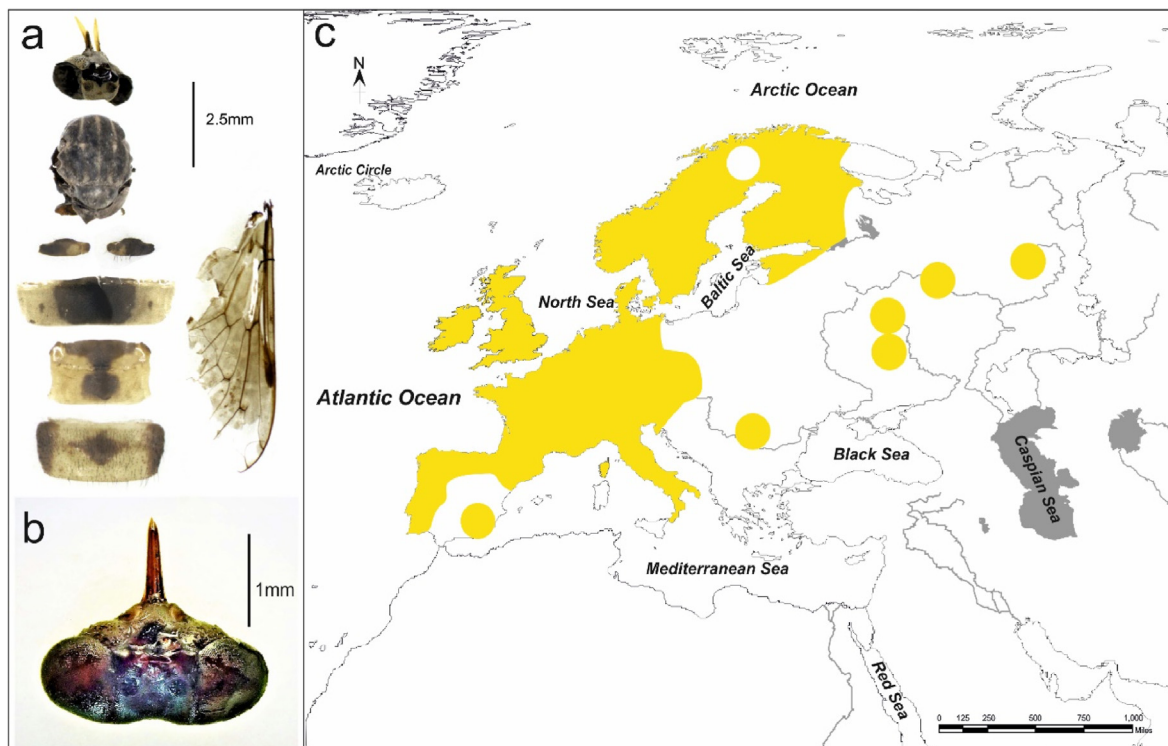 a
2.5mm
b
1mm
c
N
Arctic Ocean
Arctic Circle
North Sea
Baltic Sea
Atlantic Ocean
Black Sea
Caspian Sea
Mediterranean Sea
Red Sea
0 125 250 500 750 1,000
Miles